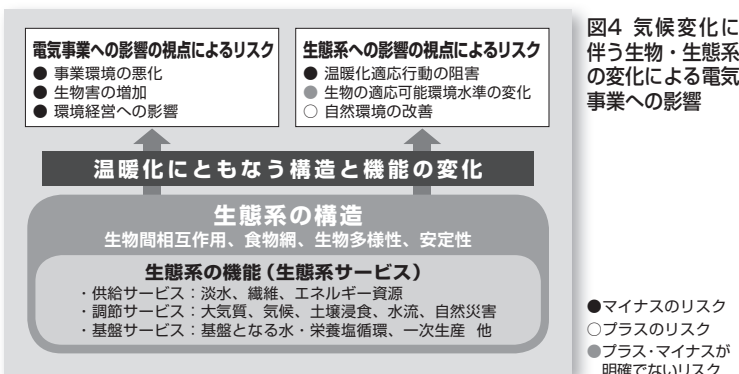 電気事業への影響の視点によるリスク
● 事業環境の悪化
● 生物害の増加
● 環境経営への影響
生態系への影響の視点によるリスク
● 温暖化適応行動の阻害
● 生物の適応可能環境水準の変化
○ 自然環境の改善
温暖化にともなう構造と機能の変化
生態系の構造
生物間相互作用、食物網、生物多様性、安定性
生態系の機能（生態系サービス）
・供給サービス：淡水、繊維、エネルギー資源
・調節サービス：大気質、気候、土壌浸食、水流、自然災害
・基盤サービス：基盤となる水・栄養塩循環、一次生産 他
図4 気候変化に
伴う生物・生態系
の変化による電気
事業への影響
●マイナスのリスク
○プラスのリスク
●プラス・マイナスが
明確でないリスク